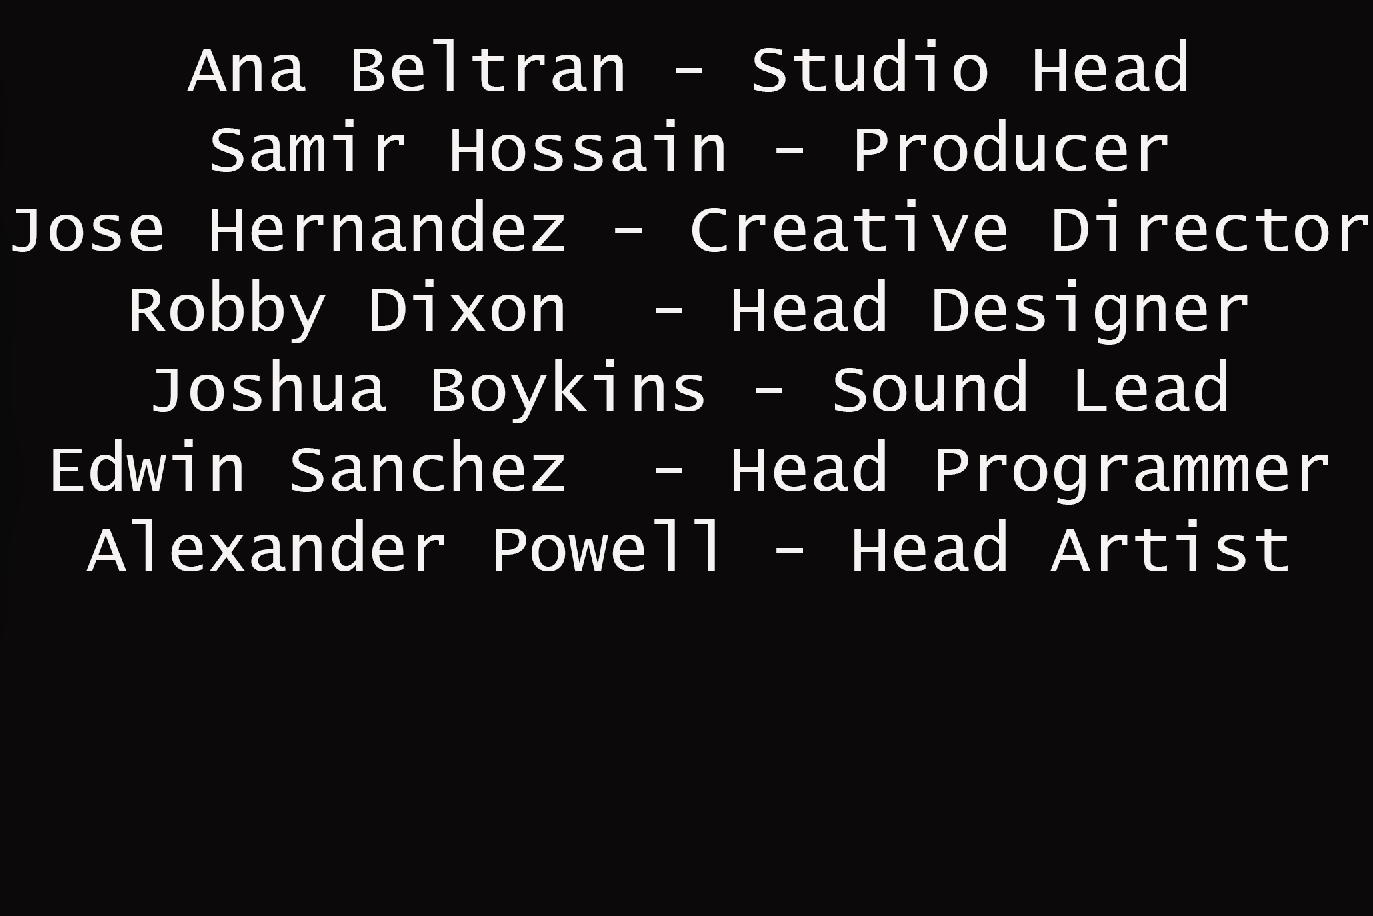 Ana Beltran - Studio Head
Samir Hossain - Producer
Jose Hernandez - Creative Director
Robby Dixon  - Head Designer
Joshua Boykins - Sound Lead
Edwin Sanchez  - Head Programmer
Alexander Powell - Head Artist